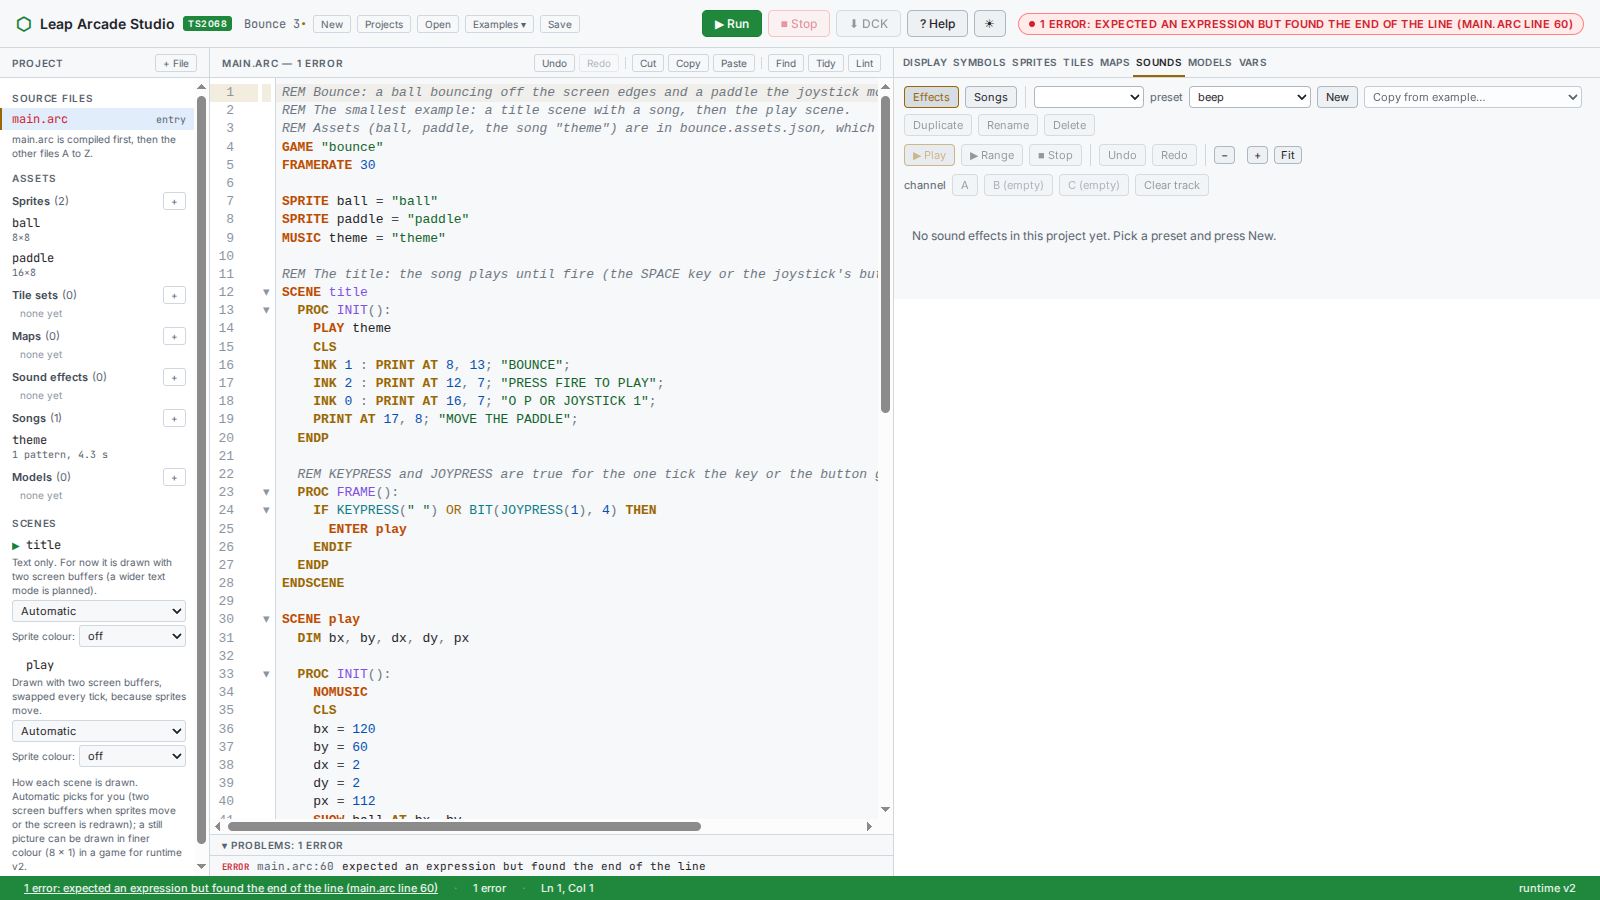 Leap Arcade Studio TS2068 Bounce 3• New Projects Open Examples ▾ Save ▶ Run ■ Stop ⬇ DCK ? Help ☀ ● 1 ERROR: EXPECTED AN EXPRESSION BUT FOUND THE END OF THE LINE (MAIN.ARC LINE 60)
PROJECT + File
SOURCE FILES
main.arc entry
main.arc is compiled first, then the
other files A to Z.
ASSETS
Sprites (2) +
ball
8×8
paddle
16×8
Tile sets (0) +
none yet
Maps (0) +
none yet
Sound effects (0) +
none yet
Songs (1) +
theme
1 pattern, 4.3 s
Models (0) +
none yet
SCENES
▶ title
Text only. For now it is drawn with
two screen buffers (a wider text
mode is planned).
Automatic
Sprite colour: off
play
Drawn with two screen buffers,
swapped every tick, because sprites
move.
Automatic
Sprite colour: off
How each scene is drawn.
Automatic picks for you (two
screen buffers when sprites move
or the screen is redrawn); a still
picture can be drawn in finer
colour (8 × 1) in a game for runtime
v2.
MAIN.ARC — 1 ERROR Undo Redo Cut Copy Paste Find Tidy Lint
1 REM Bounce: a ball bouncing off the screen edges and a paddle the joystick
2 REM The smallest example: a title scene with a song, then the play scene.
3 REM Assets (ball, paddle, the song "theme") are in bounce.assets.json, which
4 GAME "bounce"
5 FRAMERATE 30
6
7 SPRITE ball = "ball"
8 SPRITE paddle = "paddle"
9 MUSIC theme = "theme"
10
11 REM The title: the song plays until fire (the SPACE key or the joystick's
12 ▼ SCENE title
13 ▼ PROC INIT():
14 PLAY theme
15 CLS
16 INK 1 : PRINT AT 8, 13; "BOUNCE";
17 INK 2 : PRINT AT 12, 7; "PRESS FIRE TO PLAY";
18 INK 0 : PRINT AT 16, 7; "O P OR JOYSTICK 1";
19 PRINT AT 17, 8; "MOVE THE PADDLE";
20 ENDP
21
22 REM KEYPRESS and JOYPRESS are true for the one tick the key or the button
23 ▼ PROC FRAME():
24 ▼ IF KEYPRESS(" ") OR BIT(JOYPRESS(1), 4) THEN
25 ENTER play
26 ENDIF
27 ENDP
28 ENDSCENE
29
30 ▼ SCENE play
31 DIM bx, by, dx, dy, px
32
33 ▼ PROC INIT():
34 NOMUSIC
35 CLS
36 bx = 120
37 by = 60
38 dx = 2
39 dy = 2
40 px = 112
41 SHOW ball AT bx, by
▾ PROBLEMS: 1 ERROR
ERROR main.arc:60 expected an expression but found the end of the line
DISPLAY SYMBOLS SPRITES TILES MAPS SOUNDS MODELS VARS
Effects Songs preset beep New Copy from example...
Duplicate Rename Delete
▶ Play ▶ Range ■ Stop Undo Redo − + Fit
channel A B (empty) C (empty) Clear track
No sound effects in this project yet. Pick a preset and press New.
1 error: expected an expression but found the end of the line (main.arc line 60) · 1 error · Ln 1, Col 1 runtime v2